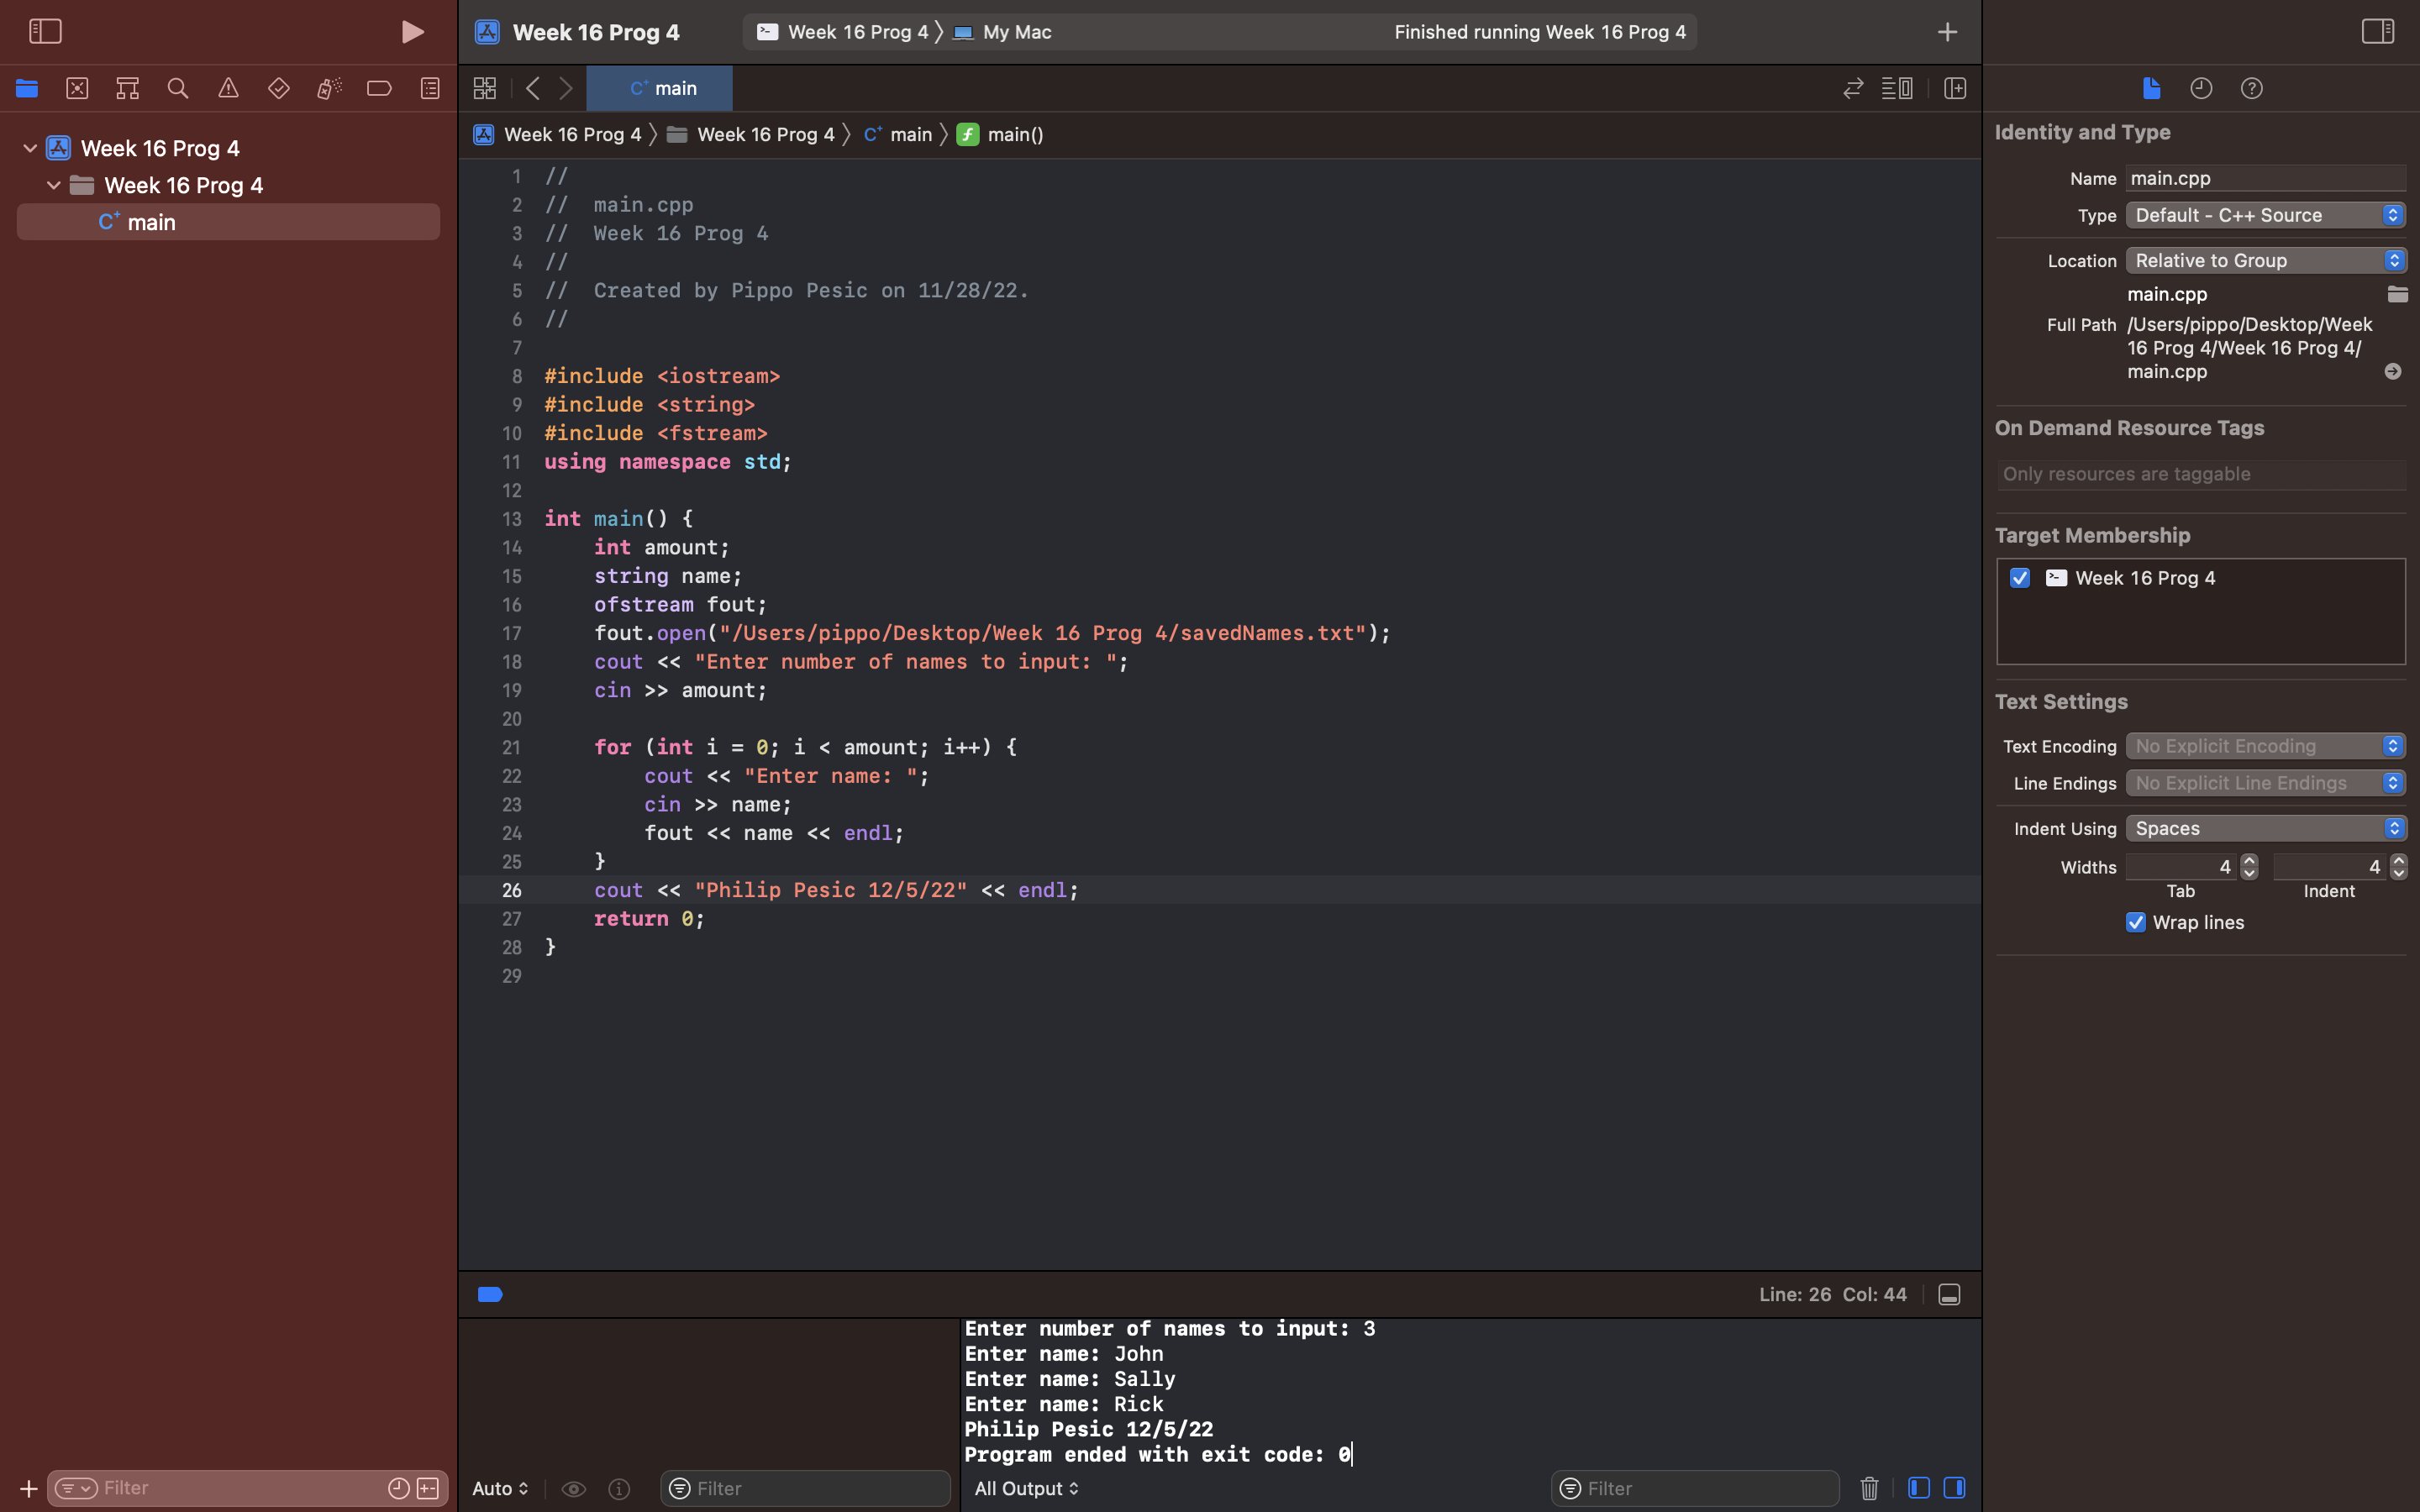 Week 16 Prog 4
Week 16 Prog 4 〉 My Mac
Finished running Week 16 Prog 4
main
Week 16 Prog 4
Week 16 Prog 4
main
Week 16 Prog 4 〉 Week 16 Prog 4 〉 main 〉 main()
1 //
2 //  main.cpp
3 //  Week 16 Prog 4
4 //
5 //  Created by Pippo Pesic on 11/28/22.
6 //
7
8 #include <iostream>
9 #include <string>
10 #include <fstream>
11 using namespace std;
12
13 int main() {
14     int amount;
15     string name;
16     ofstream fout;
17     fout.open("/Users/pippo/Desktop/Week 16 Prog 4/savedNames.txt");
18     cout << "Enter number of names to input: ";
19     cin >> amount;
20
21     for (int i = 0; i < amount; i++) {
22         cout << "Enter name: ";
23         cin >> name;
24         fout << name << endl;
25     }
26     cout << "Philip Pesic 12/5/22" << endl;
27     return 0;
28 }
29
Line: 26 Col: 44
Enter number of names to input: 3
Enter name: John
Enter name: Sally
Enter name: Rick
Philip Pesic 12/5/22
Program ended with exit code: 0
Filter
Auto
Filter
All Output
Filter
Identity and Type
Name main.cpp
Type Default - C++ Source
Location Relative to Group
main.cpp
Full Path /Users/pippo/Desktop/Week
16 Prog 4/Week 16 Prog 4/
main.cpp
On Demand Resource Tags
Only resources are taggable
Target Membership
Week 16 Prog 4
Text Settings
Text Encoding No Explicit Encoding
Line Endings No Explicit Line Endings
Indent Using Spaces
Widths 4 4
Tab Indent
Wrap lines